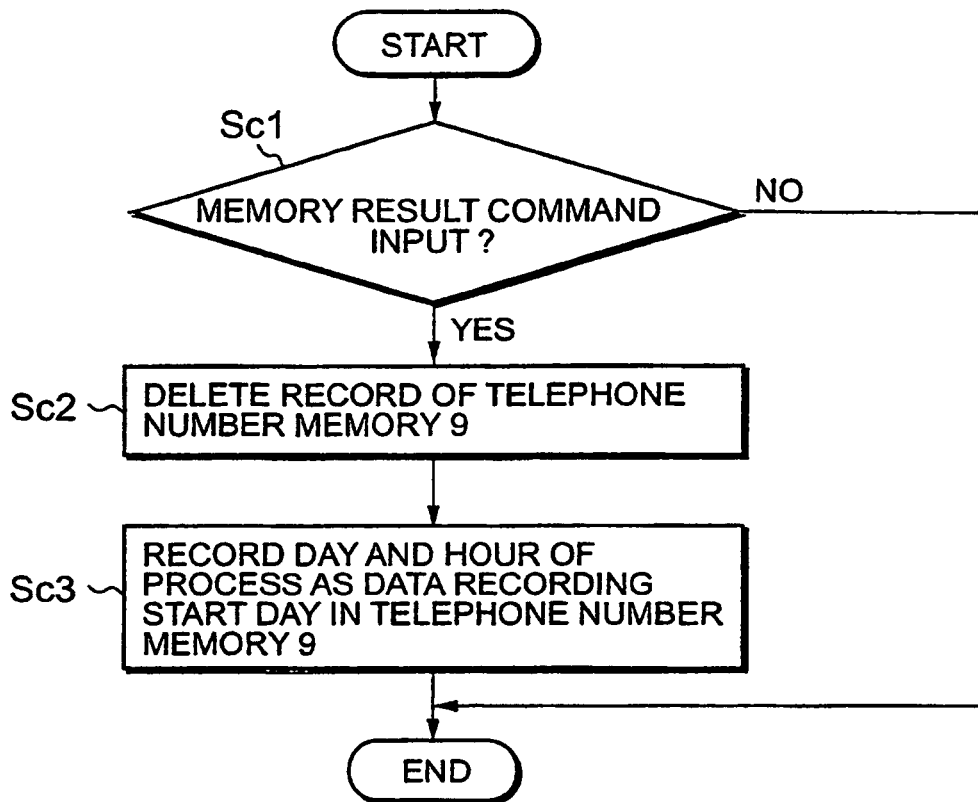 START
Sc1
MEMORY RESULT COMMAND
INPUT ?
NO
YES
Sc2
DELETE RECORD OF TELEPHONE
NUMBER MEMORY 9
Sc3
RECORD DAY AND HOUR OF
PROCESS AS DATA RECORDING
START DAY IN TELEPHONE NUMBER
MEMORY 9
END